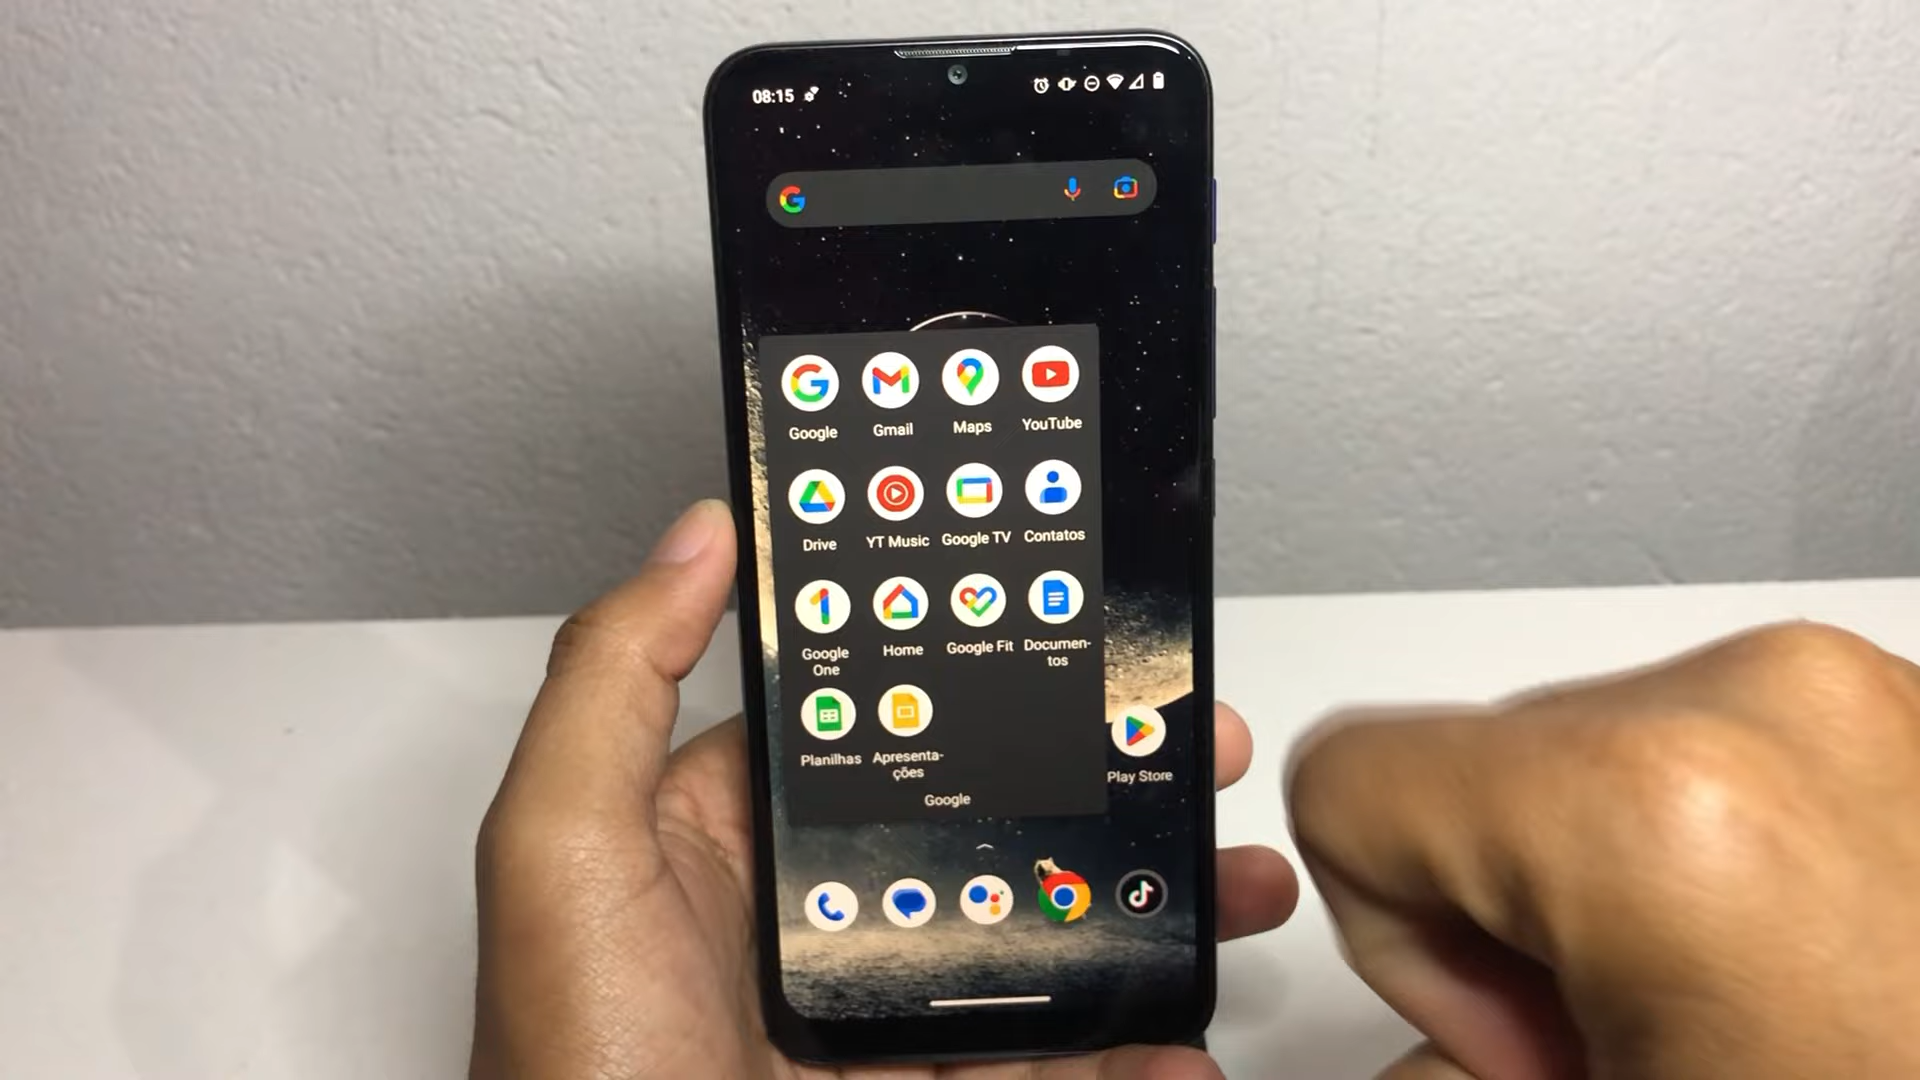 08:15
Google
Gmail
Maps
YouTube
Drive
YT Music
Google TV
Contatos
Google
One
Home
Google Fit
Documen-
tos
Planilhas
Apresenta-
ções
Google
Play Store